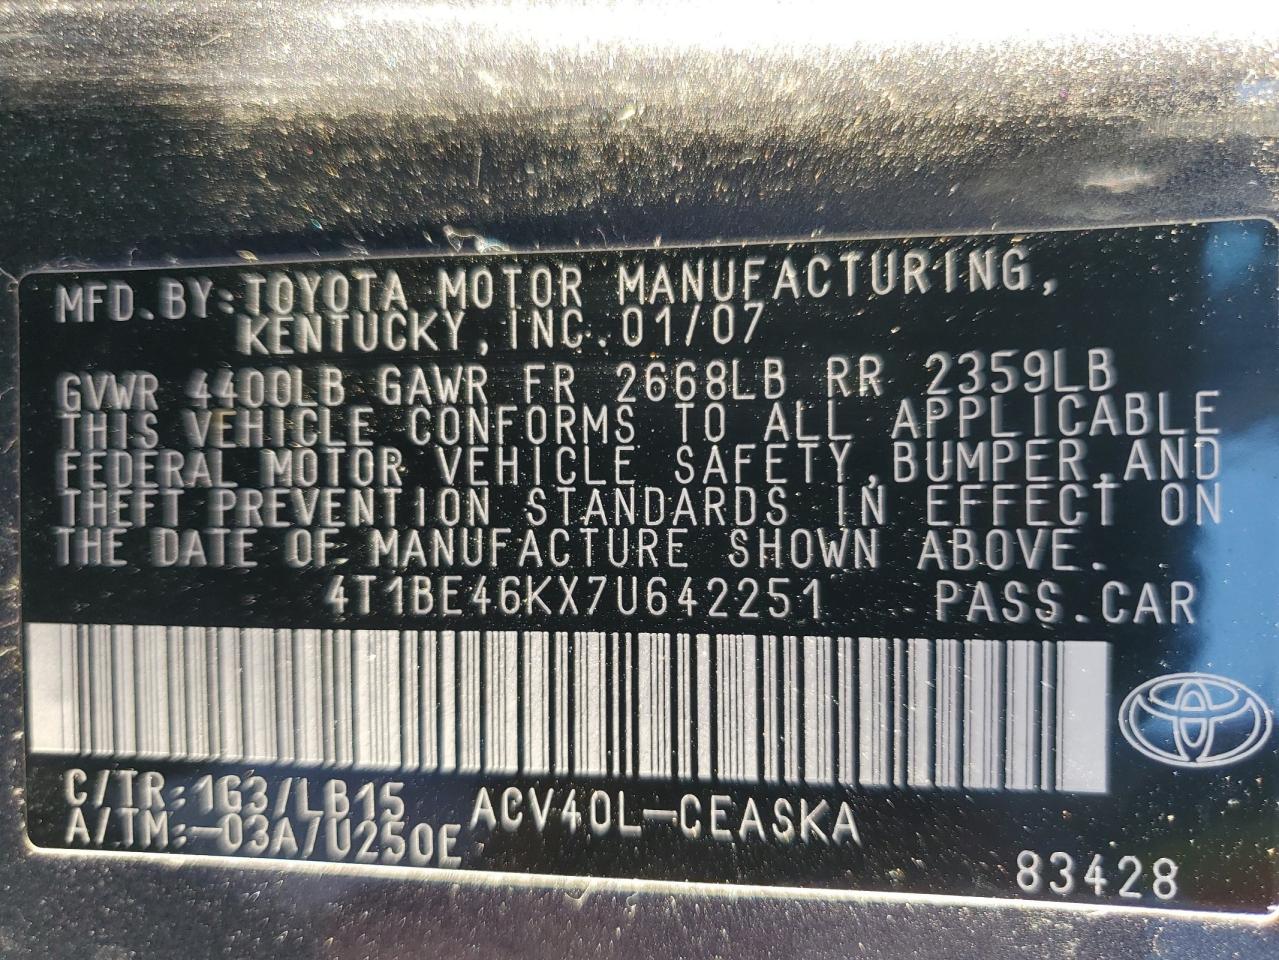 MFD. BY: TOYOTA MOTOR MANUFACTURING,
KENTUCKY, INC. 01/07
GVWR 4400LB GAWR FR 2668LB RR 2359LB
THIS VEHICLE CONFORMS TO ALL APPLICABLE
FEDERAL MOTOR VEHICLE SAFETY, BUMPER, AND
THEFT PREVENTION STANDARDS IN EFFECT ON
THE DATE OF MANUFACTURE SHOWN ABOVE.
4T1BE46KX7U642251 PASS. CAR
C/TR: 1G3/LB15 ACV40L-CEASKA
A/TM: -03A/U250E
83428